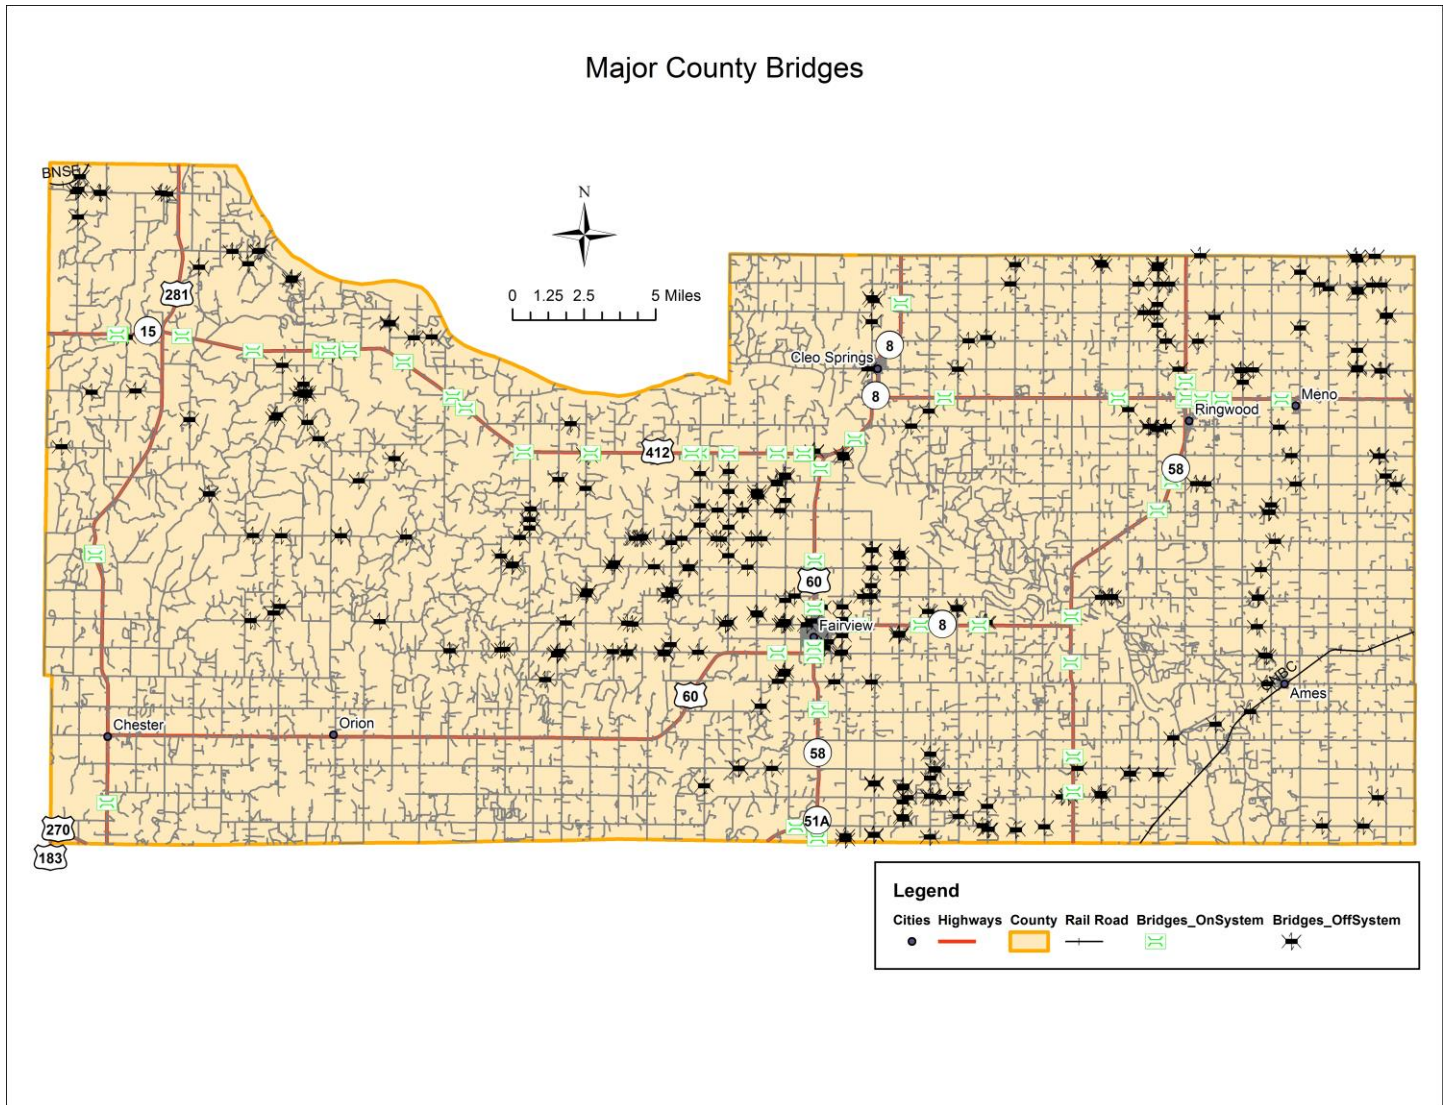 Major County Bridges
BNSF
N
281
0 1.25 2.5 5 Miles
15
8
Cleo Springs
8
Meno
Ringwood
412
58
60
Fairview
8
60
Ames
Chester
Orion
58
51A
270
183
Legend
Cities Highways County Rail Road Bridges_OnSystem Bridges_OffSystem